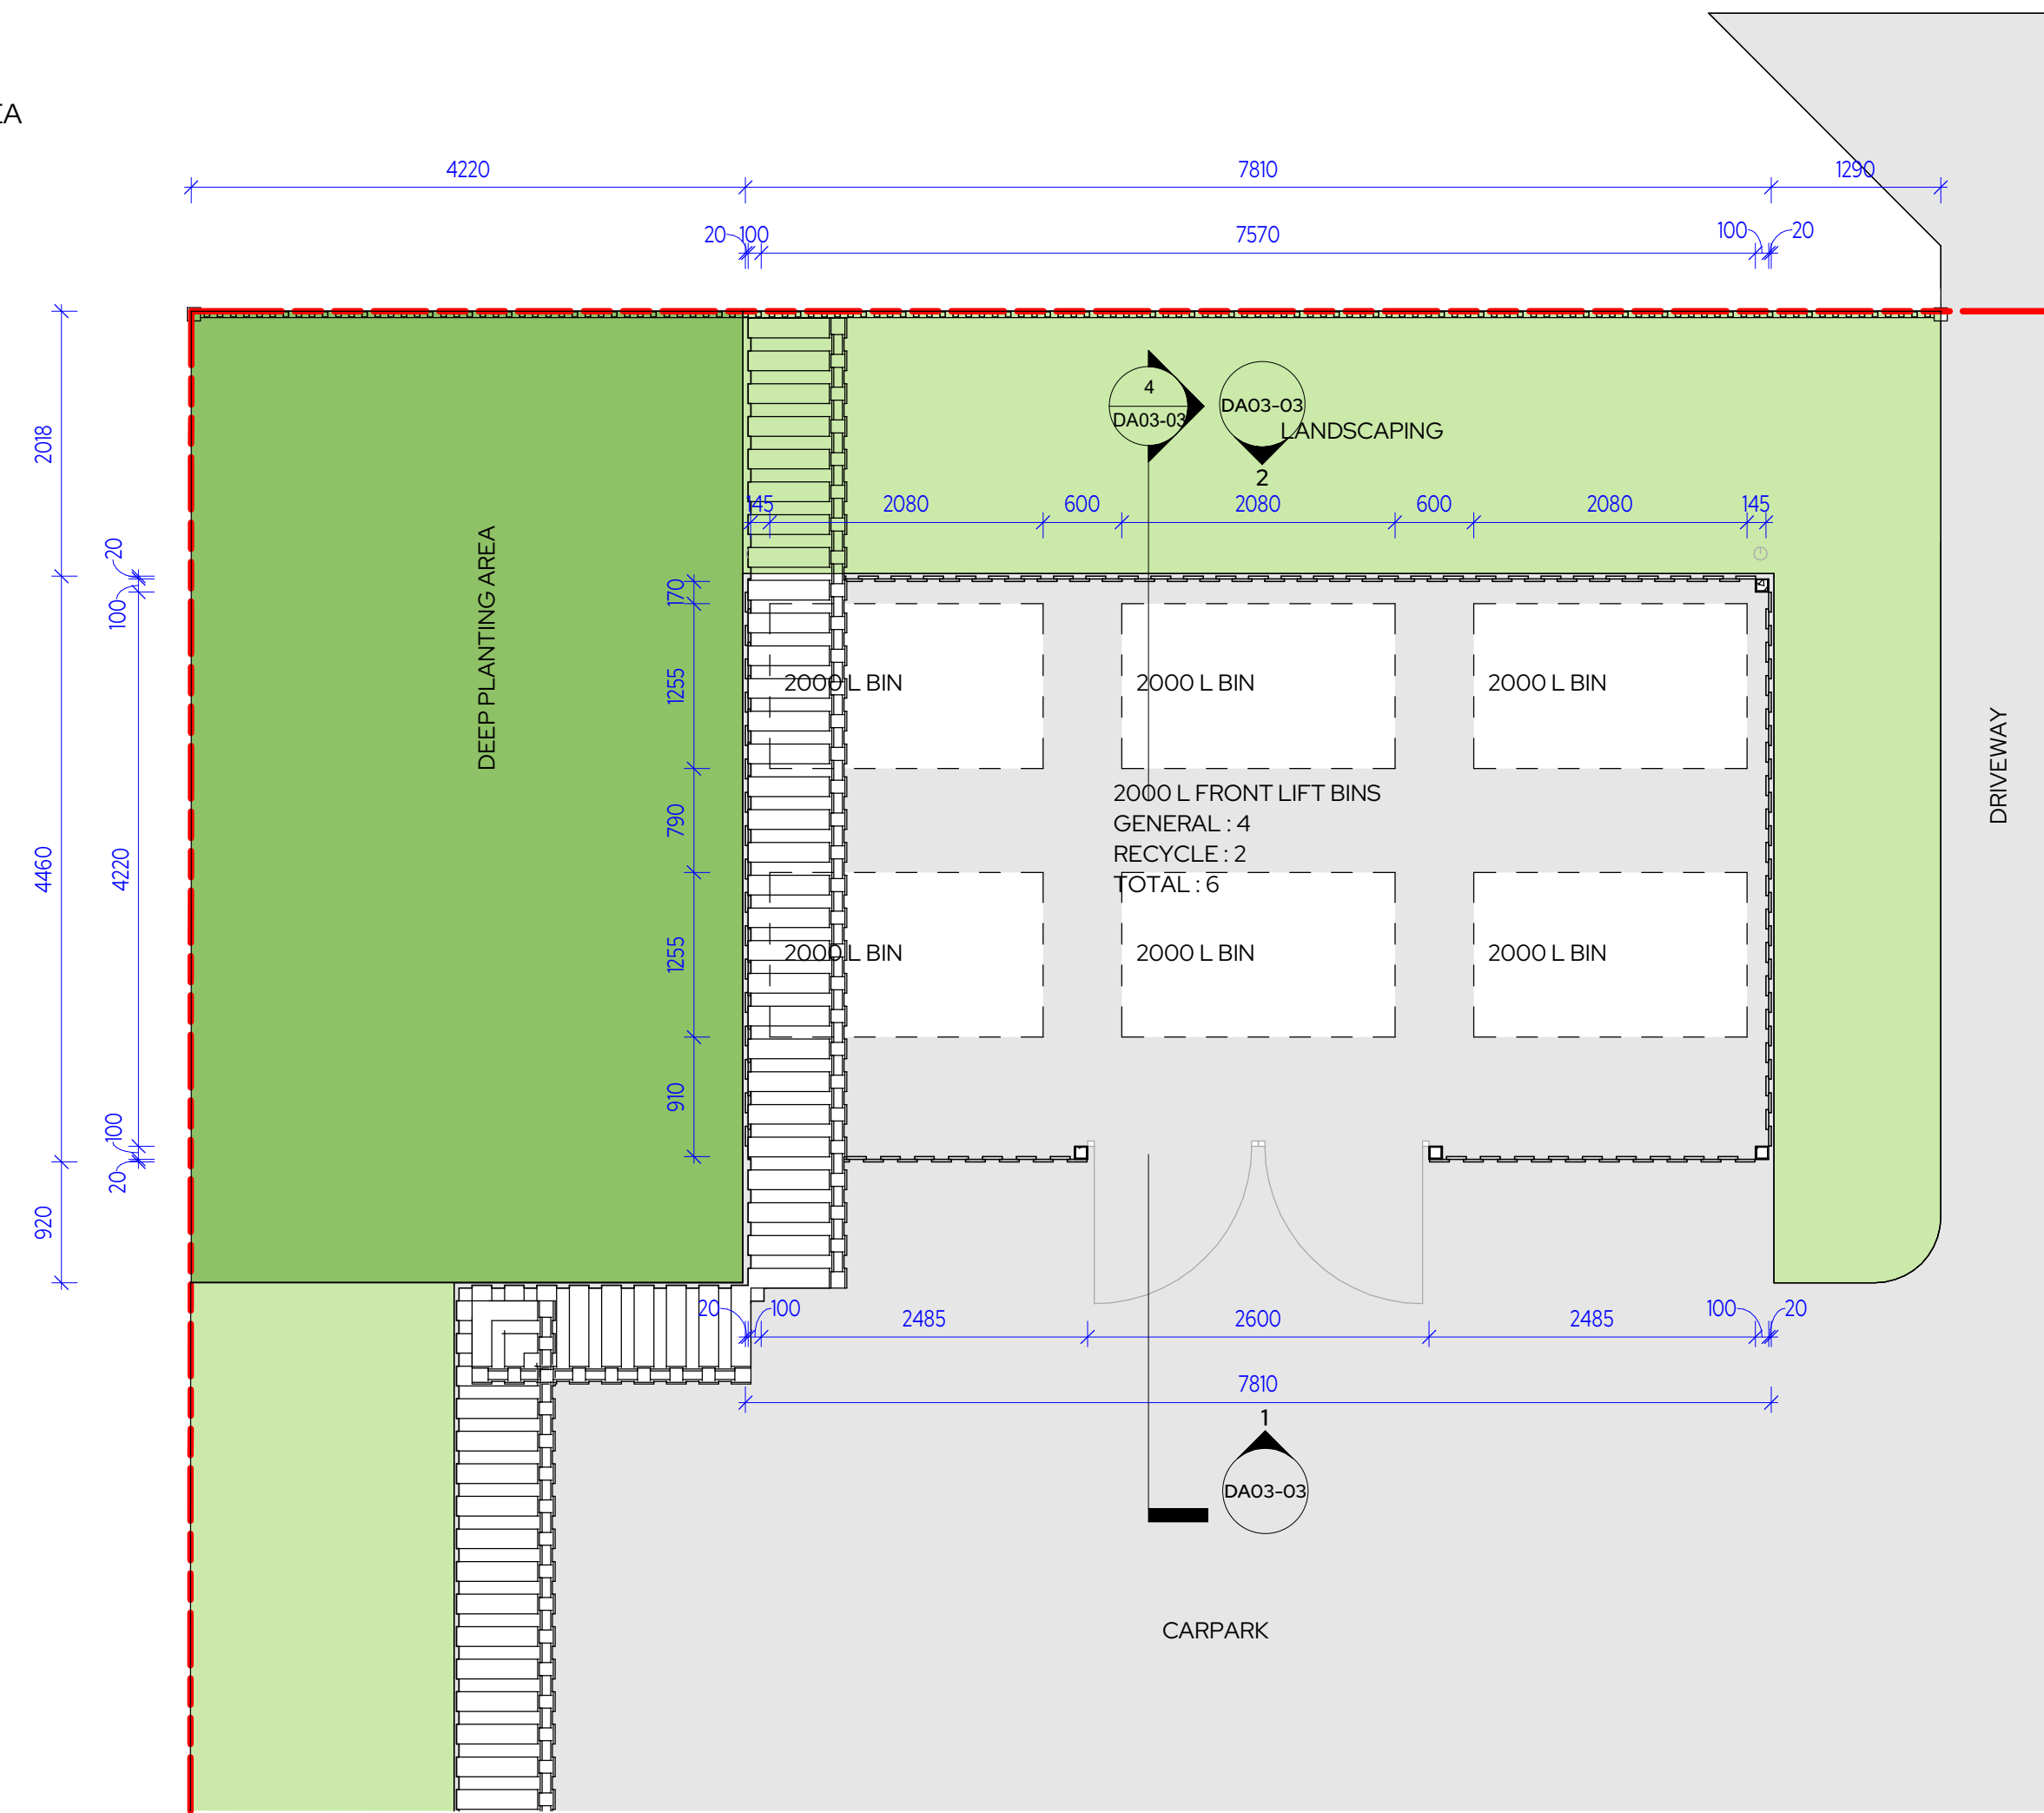 4220
7810
1290
20
100
7570
100
20
4
DA03-03
DA03-03
LANDSCAPING
2
2018
145
2080
600
2080
600
2080
145
DEEP PLANTING AREA
20
100
170
1255
2000 L BIN
2000 L BIN
2000 L BIN
DRIVEWAY
790
2000 L FRONT LIFT BINS
GENERAL : 4
RECYCLE : 2
TOTAL : 6
4460
4220
1255
2000 L BIN
2000 L BIN
2000 L BIN
910
100
20
920
20
100
2485
2600
2485
100
20
7810
1
DA03-03
CARPARK